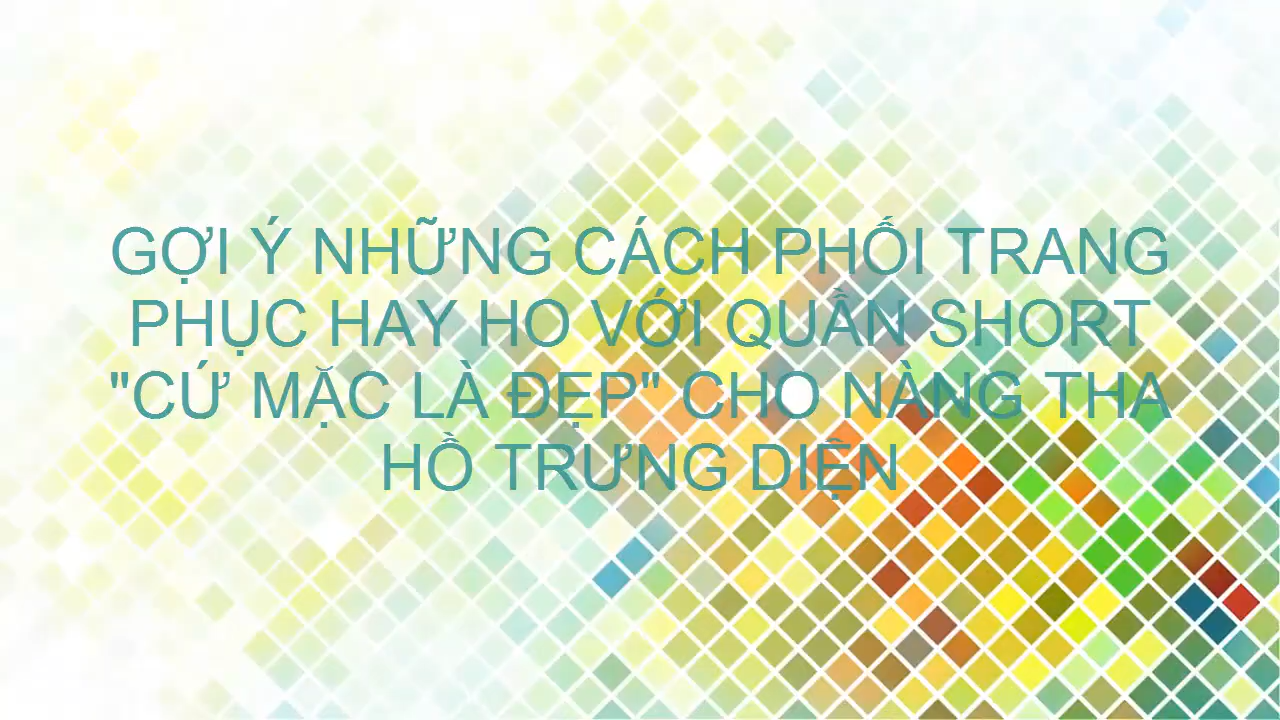 GỢI Ý NHỮNG CÁCH PHỐI TRANG
PHỤC HAY HO VỚI QUẦN SHORT
"CỨ MẶC LÀ ĐẸP" CHO NÀNG THA
HỒ TRƯNG DIỆN